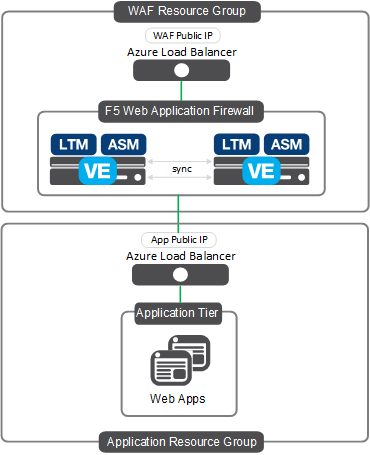 WAF Resource Group
WAF Public IP
Azure Load Balancer
F5 Web Application Firewall
LTM ASM
VE
sync
LTM ASM
VE
App Public IP
Azure Load Balancer
Application Tier
Web Apps
Application Resource Group